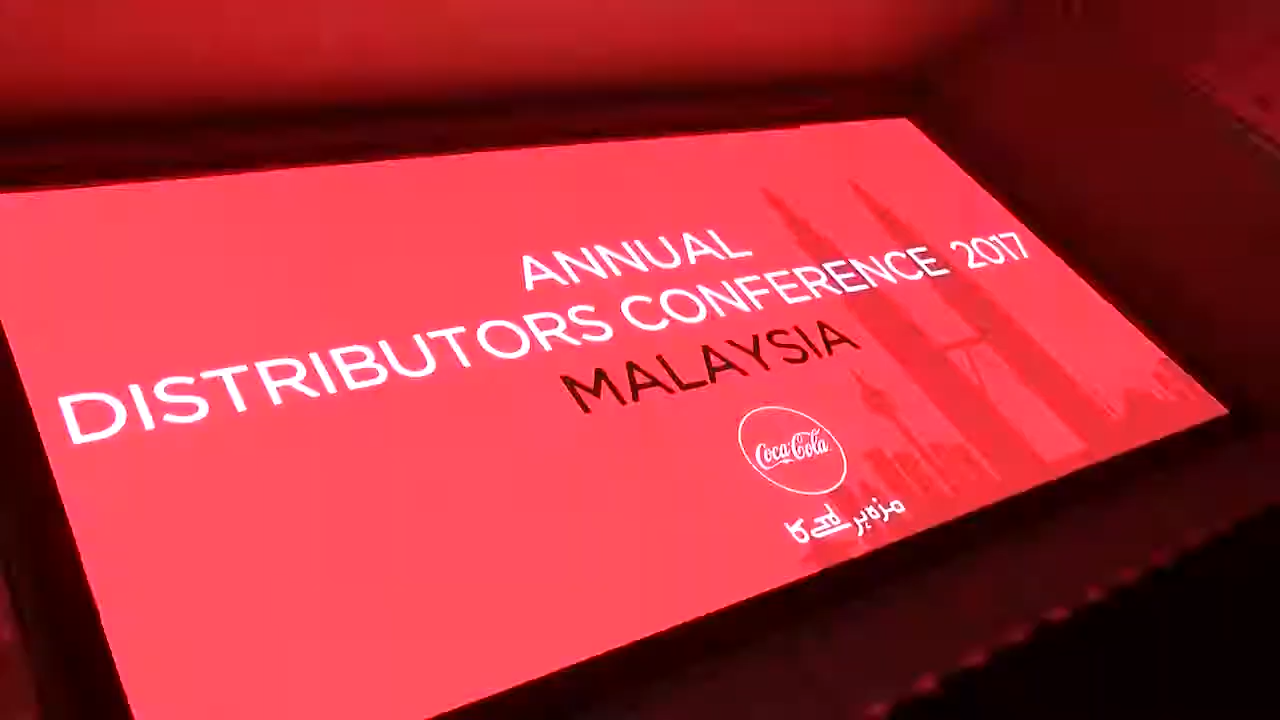 ANNUAL
DISTRIBUTORS CONFERENCE 2017
MALAYSIA
Coca-Cola